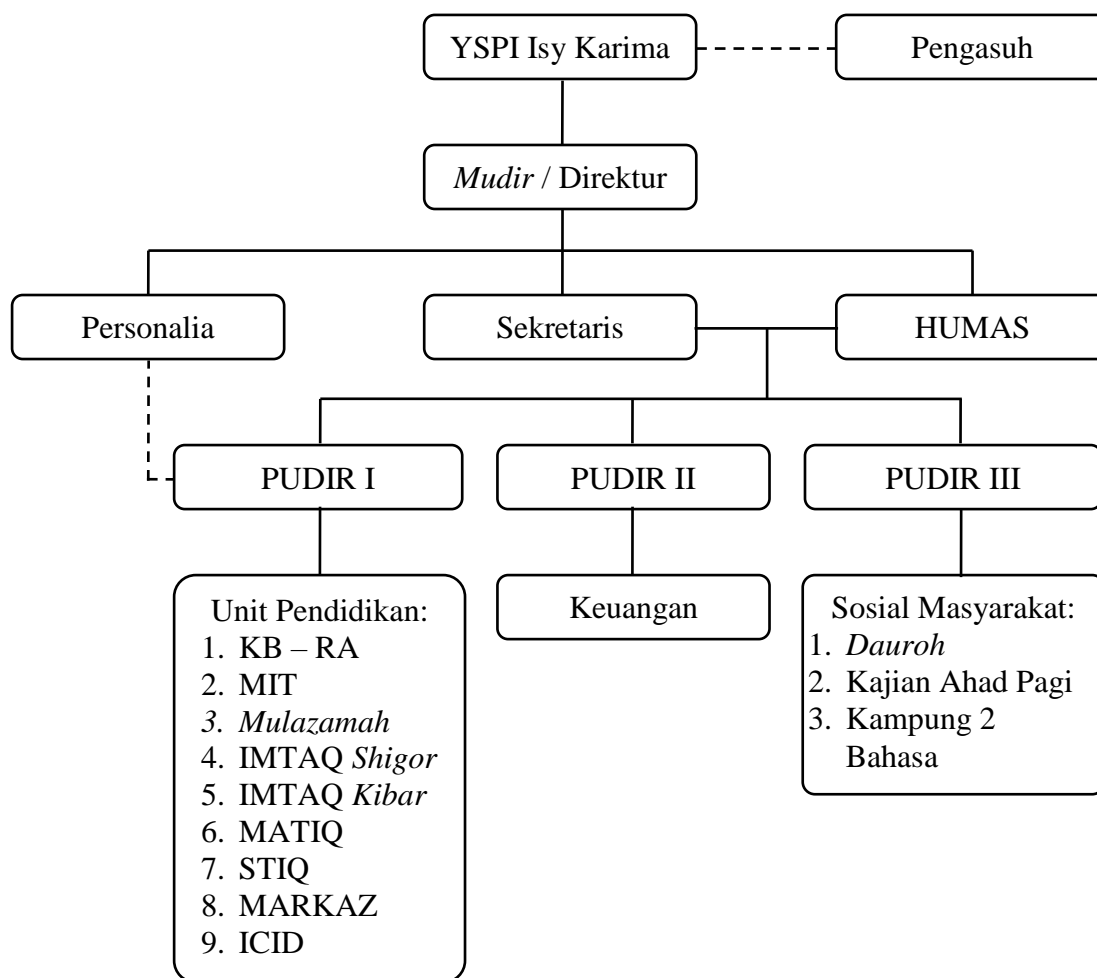 YSPI Isy Karima
Pengasuh
Mudir / Direktur
Personalia
Sekretaris
HUMAS
PUDIR I
PUDIR II
PUDIR III
Unit Pendidikan:
1. KB – RA
2. MIT
3. Mulazamah
4. IMTAQ Shigor
5. IMTAQ Kibar
6. MATIQ
7. STIQ
8. MARKAZ
9. ICID
Keuangan
Sosial Masyarakat:
1. Dauroh
2. Kajian Ahad Pagi
3. Kampung 2
Bahasa